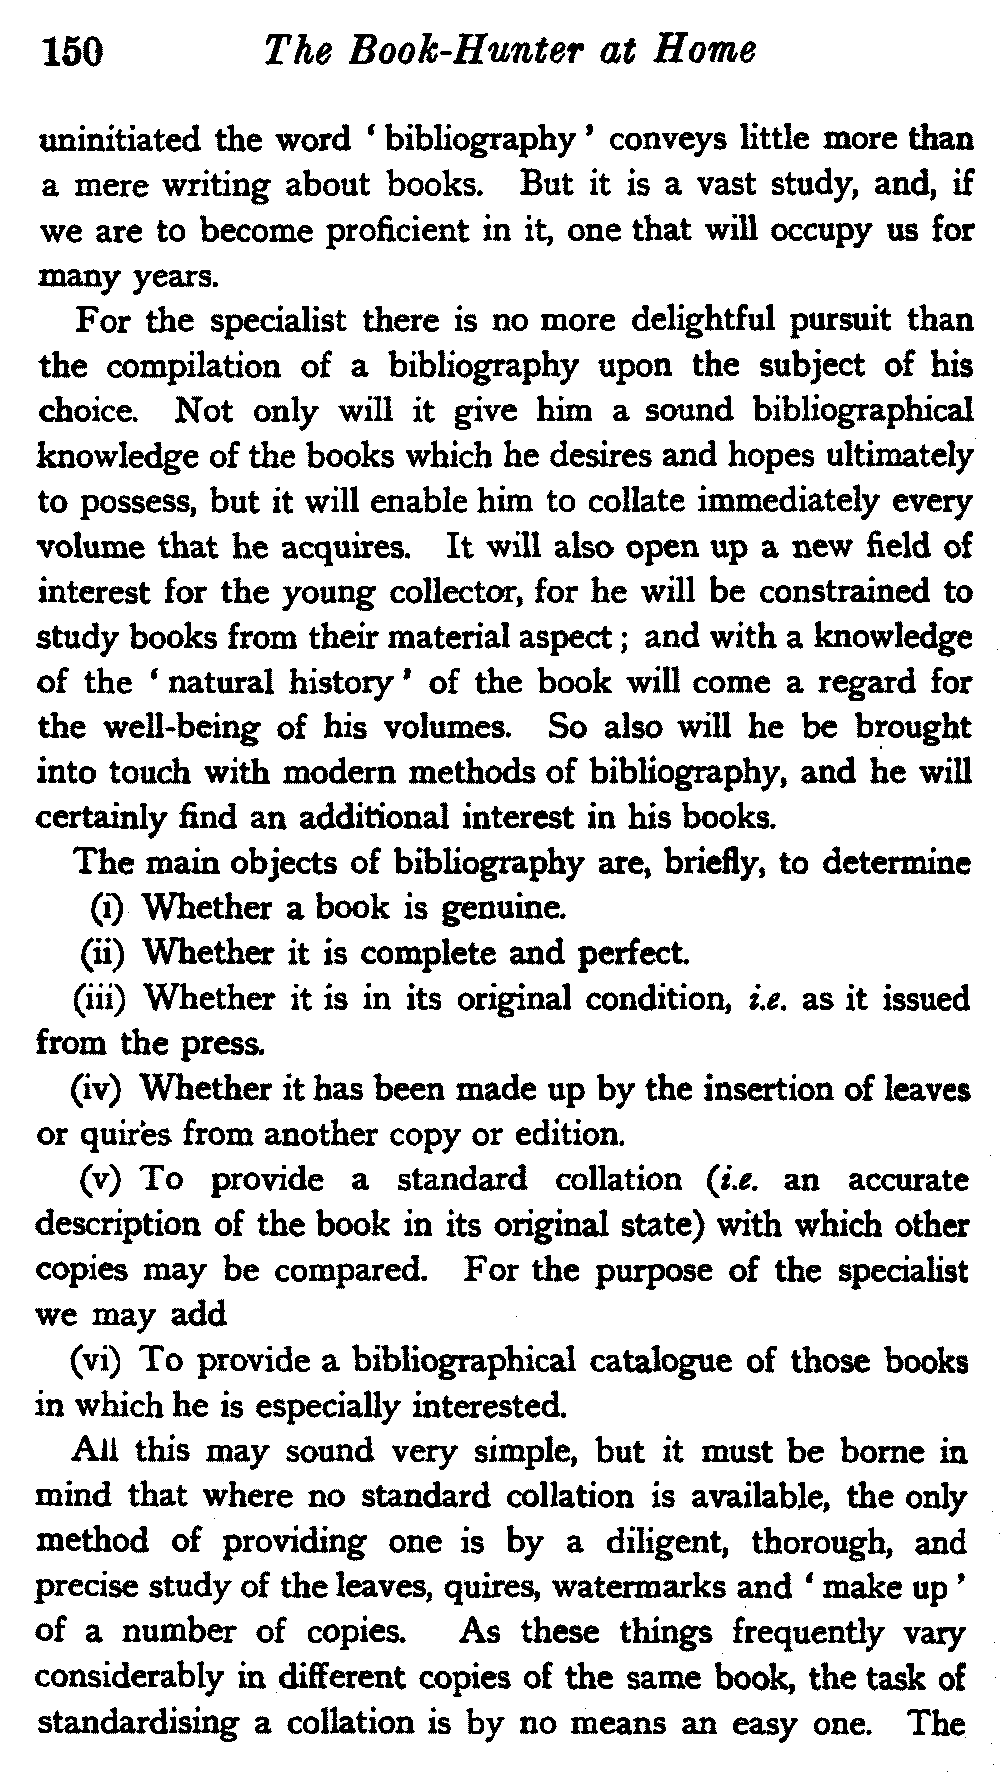 150 The Book-Hunter at Home
uninitiated the word ‘ bibliography ’ conveys little more than
a mere writing about books. But it is a vast study, and, if
we are to become proficient in it, one that will occupy us for
many years.
For the specialist there is no more delightful pursuit than
the compilation of a bibliography upon the subject of his
choice. Not only will it give him a sound bibliographical
knowledge of the books which he desires and hopes ultimately
to possess, but it will enable him to collate immediately every
volume that he acquires. It will also open up a new field of
interest for the young collector, for he will be constrained to
study books from their material aspect ; and with a knowledge
of the ‘ natural history ’ of the book will come a regard for
the well-being of his volumes. So also will he be brought
into touch with modern methods of bibliography, and he will
certainly find an additional interest in his books.
The main objects of bibliography are, briefly, to determine
(i) Whether a book is genuine.
(ii) Whether it is complete and perfect.
(iii) Whether it is in its original condition, i.e. as it issued
from the press.
(iv) Whether it has been made up by the insertion of leaves
or quires from another copy or edition.
(v) To provide a standard collation (i.e. an accurate
description of the book in its original state) with which other
copies may be compared. For the purpose of the specialist
we may add
(vi) To provide a bibliographical catalogue of those books
in which he is especially interested.
All this may sound very simple, but it must be borne in
mind that where no standard collation is available, the only
method of providing one is by a diligent, thorough, and
precise study of the leaves, quires, watermarks and ‘ make up ’
of a number of copies. As these things frequently vary
considerably in different copies of the same book, the task of
standardising a collation is by no means an easy one. The